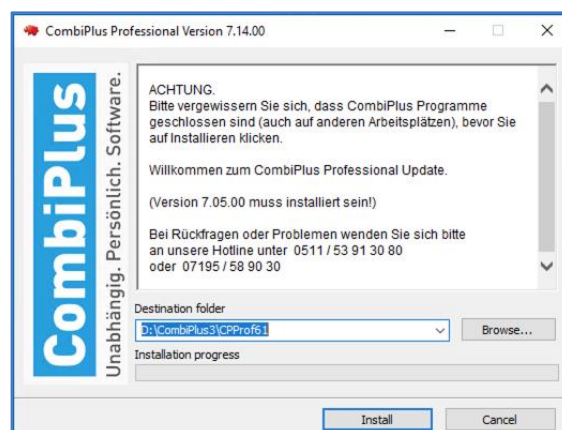 CombiPlus Professional Version 7.14.00
CombiPlus
Unabhängig. Persönlich. Software.
ACHTUNG.
Bitte vergewissern Sie sich, dass CombiPlus Programme
geschlossen sind (auch auf anderen Arbeitsplätzen), bevor Sie
auf Installieren klicken.
Willkommen zum CombiPlus Professional Update.
(Version 7.05.00 muss installiert sein!)
Bei Rückfragen oder Problemen wenden Sie sich bitte
an unsere Hotline unter 0511 / 53 91 30 80
oder 07195 / 58 90 30
Destination folder
D:\CombiPlus3\CPProf61
Browse...
Installation progress
Install
Cancel